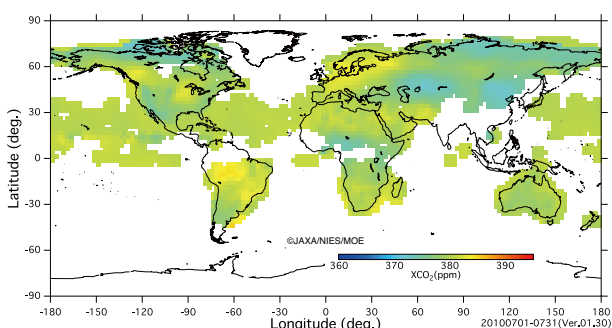 90
60
30
0
-30
-60
-90
Latitude (deg.)
©JAXA/NIES/MOE
360 370 380 390
XCO₂(ppm)
-180 -150 -120 -90 -60 -30 0 30 60 90 120 150 180
Longitude (deg.)
20100701-0731(Ver.01.30)